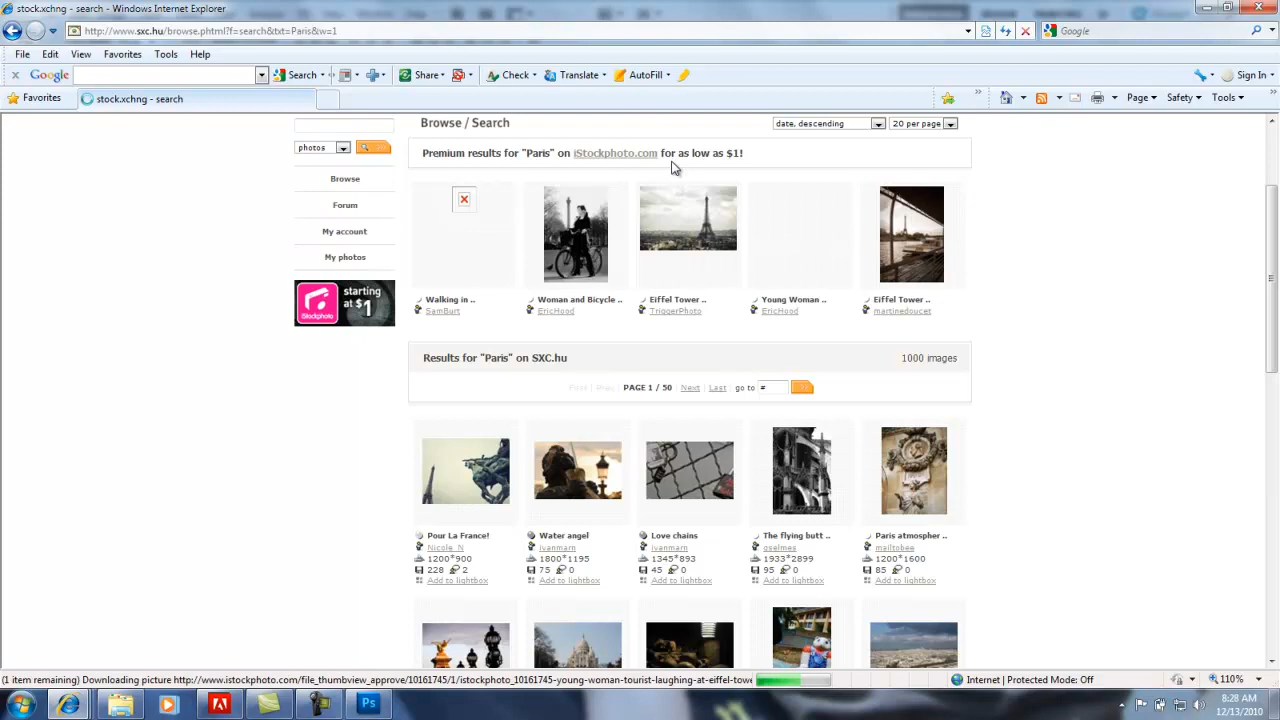 stock.xchng - search - Windows Internet Explorer
http://www.sxc.hu/browse.phtml?f=search&txt=Paris&w=1
Google
File Edit View Favorites Tools Help
Google Search Share Check Translate AutoFill Sign In
Favorites stock.xchng - search Page Safety Tools
Browse / Search date, descending 20 per page
photos
Premium results for "Paris" on iStockphoto.com for as low as $1!
Browse
Forum
My account
My photos
starting at $1
iStockphoto
Walking in .. Woman and Bicycle .. Eiffel Tower .. Young Woman .. Eiffel Tower ..
SamBurt EricHood TriggerPhoto EricHood martinedoucet
Results for "Paris" on SXC.hu 1000 images
First | Prev | PAGE 1 / 50 | Next | Last | go to # >>
Pour La France! Water angel Love chains The flying butt .. Paris atmospher ..
Nicole_N ivanmarn ivanmarn oselmes mailtobee
1200*900 1800*1195 1345*893 1933*2899 1200*1600
228 2 75 0 45 0 95 0 85 0
Add to lightbox Add to lightbox Add to lightbox Add to lightbox Add to lightbox
(1 item remaining) Downloading picture http://www.istockphoto.com/file_thumbview_approve/10161745/1/istockphoto_10161745-young-woman-tourist-laughing-at-eiffel-towe
Internet | Protected Mode: Off 110%
Ps
8:28 AM
12/13/2010